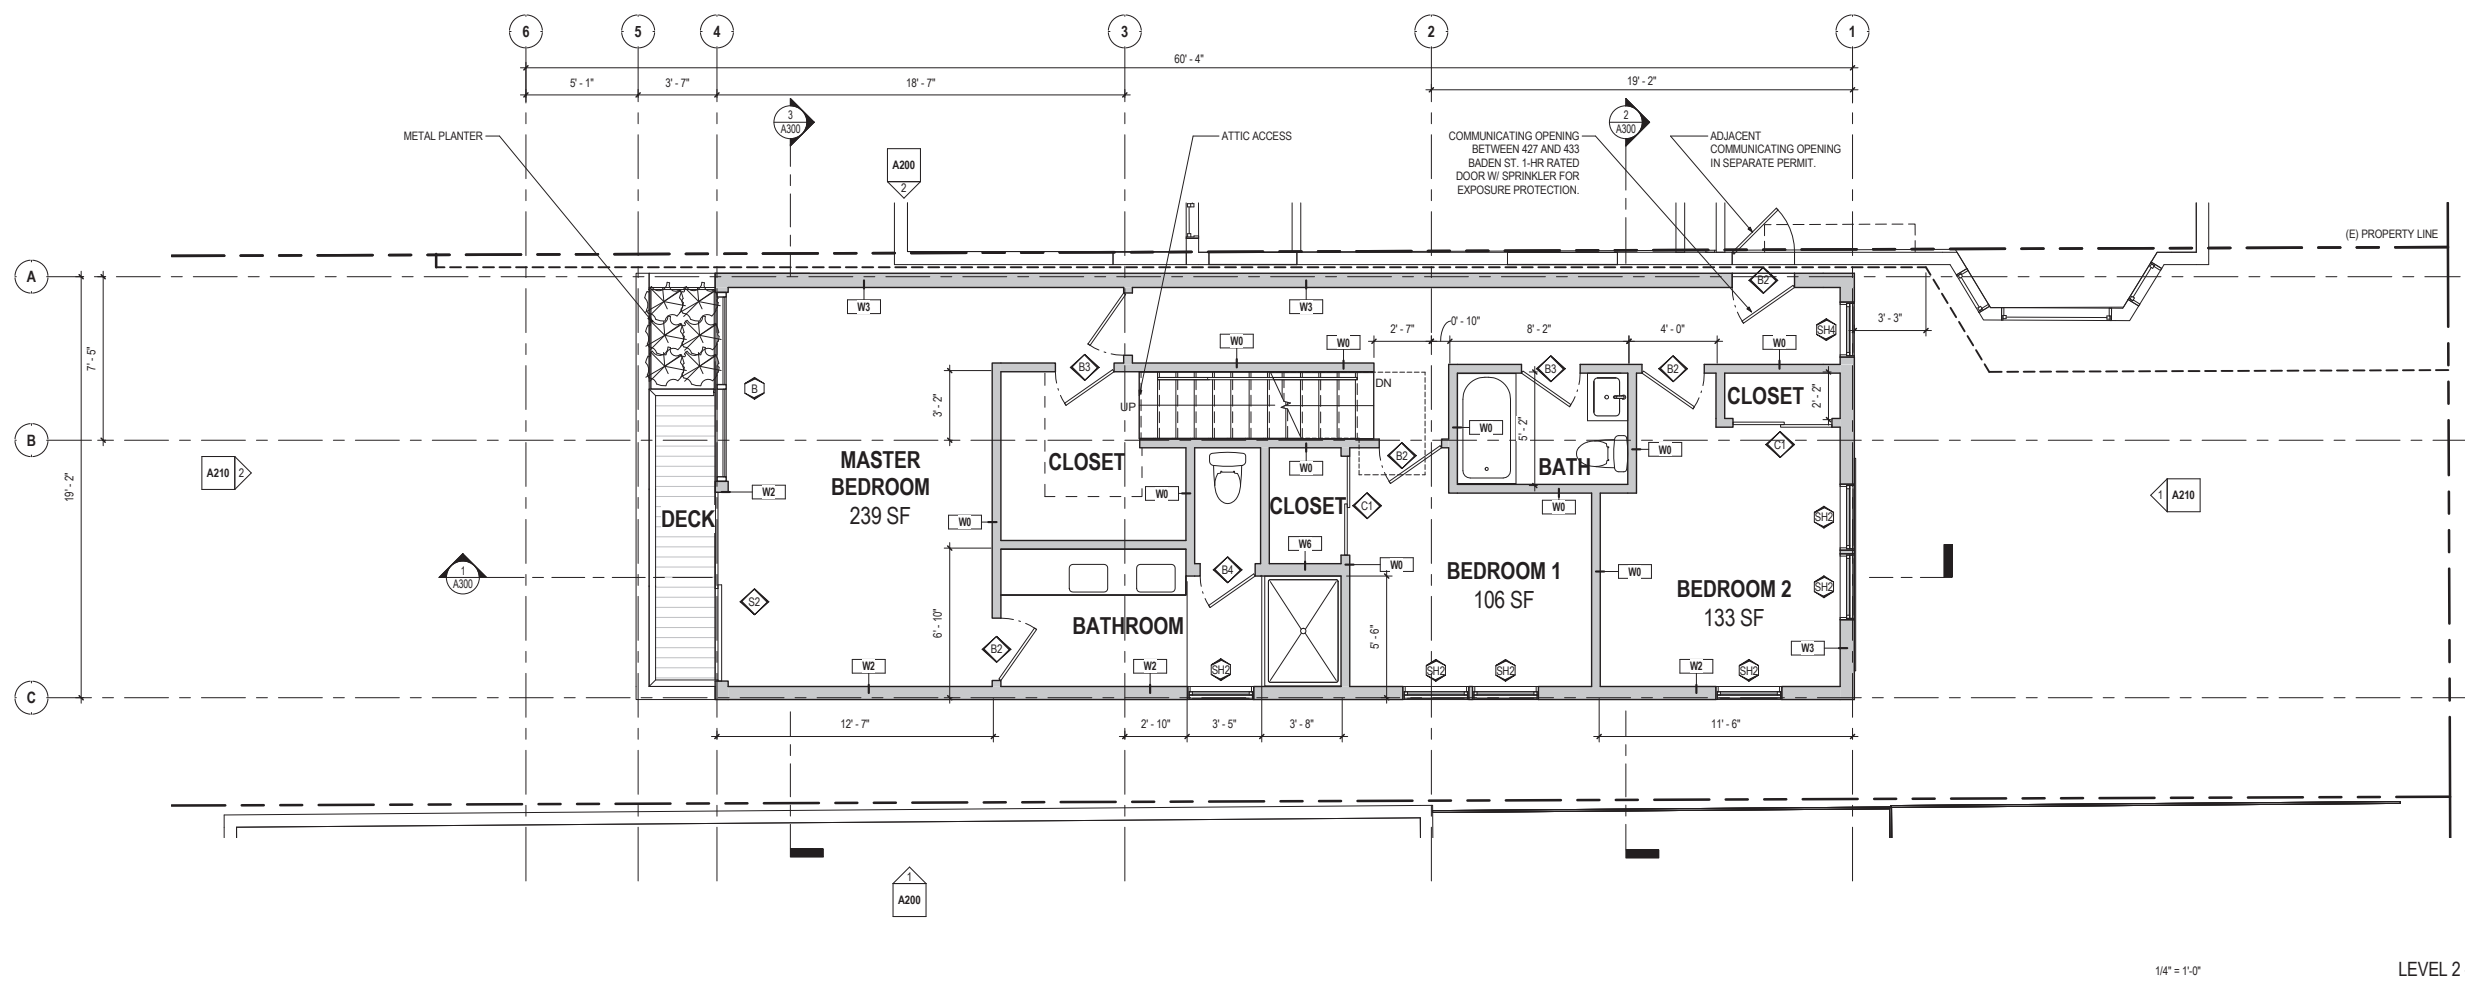 6
5
4
3
2
1
60' - 4"
5' - 1"
3' - 7"
18' - 7"
19' - 2"
3
A300
2
A300
METAL PLANTER
ATTIC ACCESS
COMMUNICATING OPENING
BETWEEN 427 AND 433
BADEN ST. 1-HR RATED
DOOR W/ SPRINKLER FOR
EXPOSURE PROTECTION.
ADJACENT
COMMUNICATING OPENING
IN SEPARATE PERMIT.
A200
2
(E) PROPERTY LINE
A
B2
W3
W3
3' - 3"
SH4
0' - 10"
2' - 7"
8' - 2"
4' - 0"
W0
W0
W0
7' - 5"
B3
B3
B2
B
DN
UP
CLOSET
2' - 2"
3' - 2"
B
W0
5' - 2"
C1
W0
B2
MASTER
BEDROOM
239 SF
CLOSET
W0
BATH
A210
2
19' - 2"
W2
W0
1
A210
CLOSET
C1
W0
DECK
W0
SH2
W6
W0
1
A300
B4
W0
BEDROOM 1
106 SF
SH2
BEDROOM 2
133 SF
S2
6' - 10"
BATHROOM
5' - 6"
B2
W3
W2
W2
SH2
SH2
SH2
W2
SH2
C
12' - 7"
2' - 10"
3' - 5"
3' - 8"
11' - 6"
1
A200
1/4" = 1'-0"
LEVEL 2